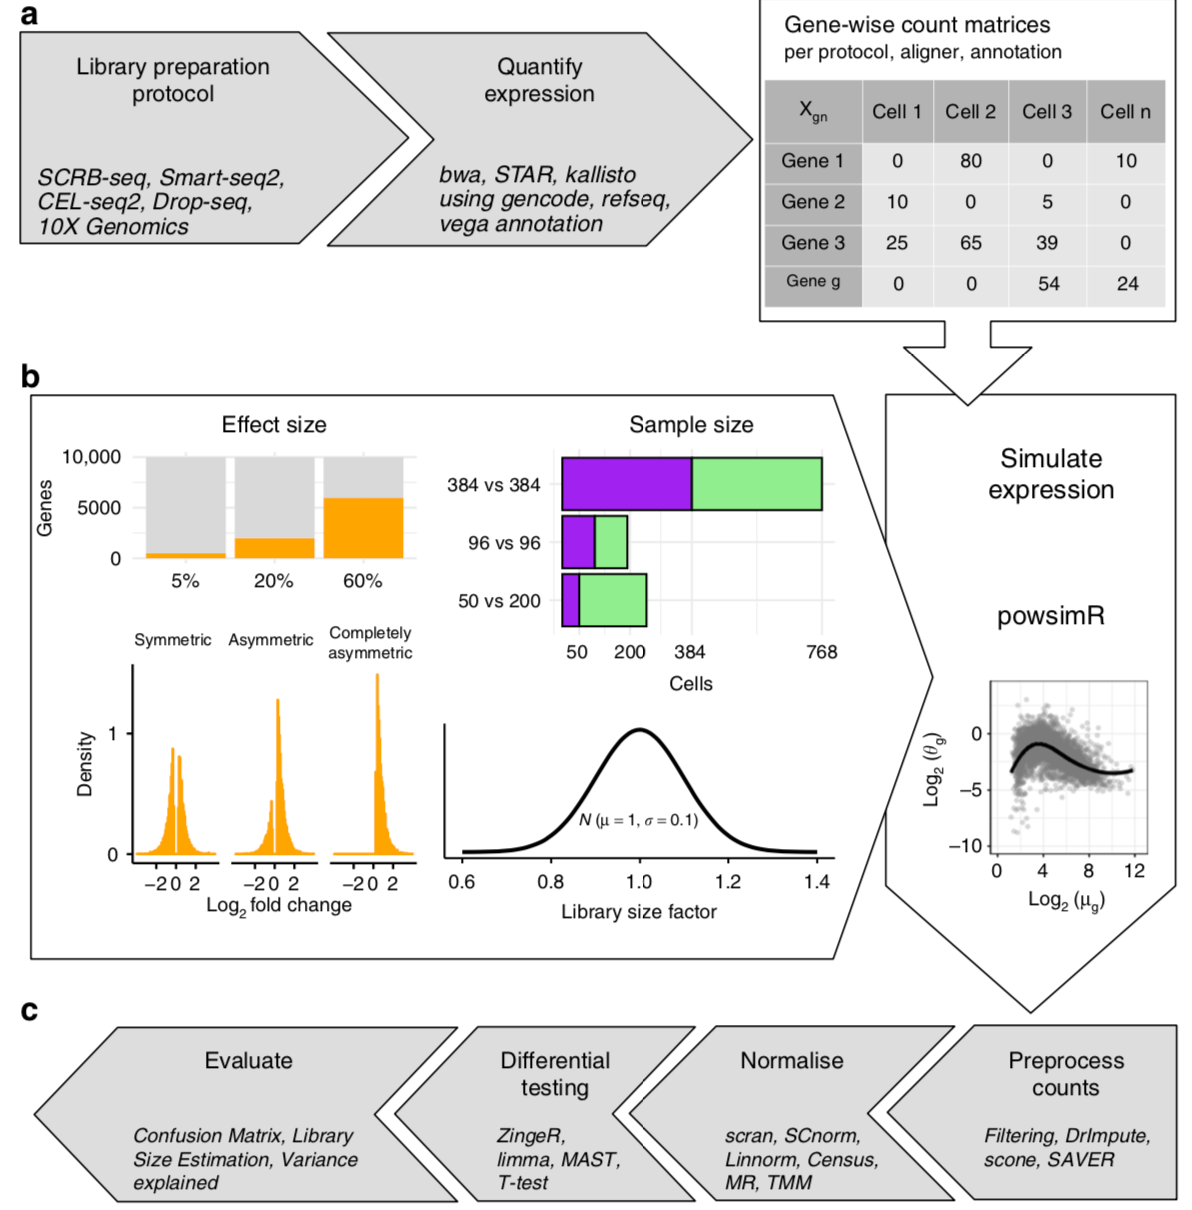 a
Library preparation
protocol
SCRB-seq, Smart-seq2,
CEL-seq2, Drop-seq,
10X Genomics
Quantify
expression
bwa, STAR, kallisto
using gencode, refseq,
vega annotation
Gene-wise count matrices
per protocol, aligner, annotation
Xgn Cell 1 Cell 2 Cell 3 Cell n
Gene 1 0 80 0 10
Gene 2 10 0 5 0
Gene 3 25 65 39 0
Gene g 0 0 54 24
b
Effect size
Genes
10,000
5000
0
5% 20% 60%
Symmetric Asymmetric Completely
asymmetric
Density
1
0
−2 0 2 −2 0 2 −2 0 2
Log2 fold change
Sample size
384 vs 384
96 vs 96
50 vs 200
50 200 384 768
Cells
N (μ = 1, σ = 0.1)
0.6 0.8 1.0 1.2 1.4
Library size factor
Simulate
expression
powsimR
Log2 (θg)
0
−5
−10
0 4 8 12
Log2 (μg)
c
Evaluate
Confusion Matrix, Library
Size Estimation, Variance
explained
Differential
testing
ZingeR,
limma, MAST,
T-test
Normalise
scran, SCnorm,
Linnorm, Census,
MR, TMM
Preprocess
counts
Filtering, DrImpute,
scone, SAVER